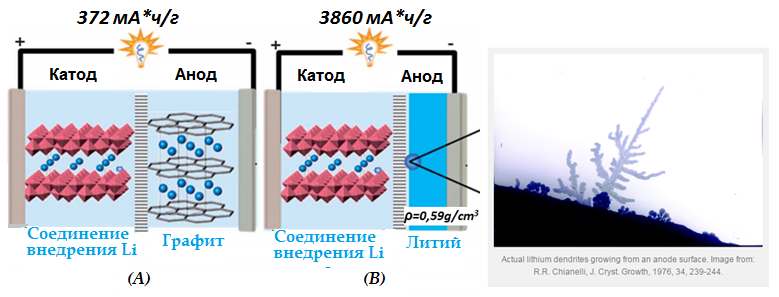 372 мА*ч/г
3860 мА*ч/г
+
-
+
-
Катод
Анод
Катод
Анод
ρ=0,59g/cm³
Соединение
внедрения Li
Графит
Соединение
внедрения Li
Литий
(A)
(B)
Actual lithium dendrites growing from an anode surface. Image from:
R.R. Chianelli, J. Cryst. Growth, 1976, 34, 239-244.